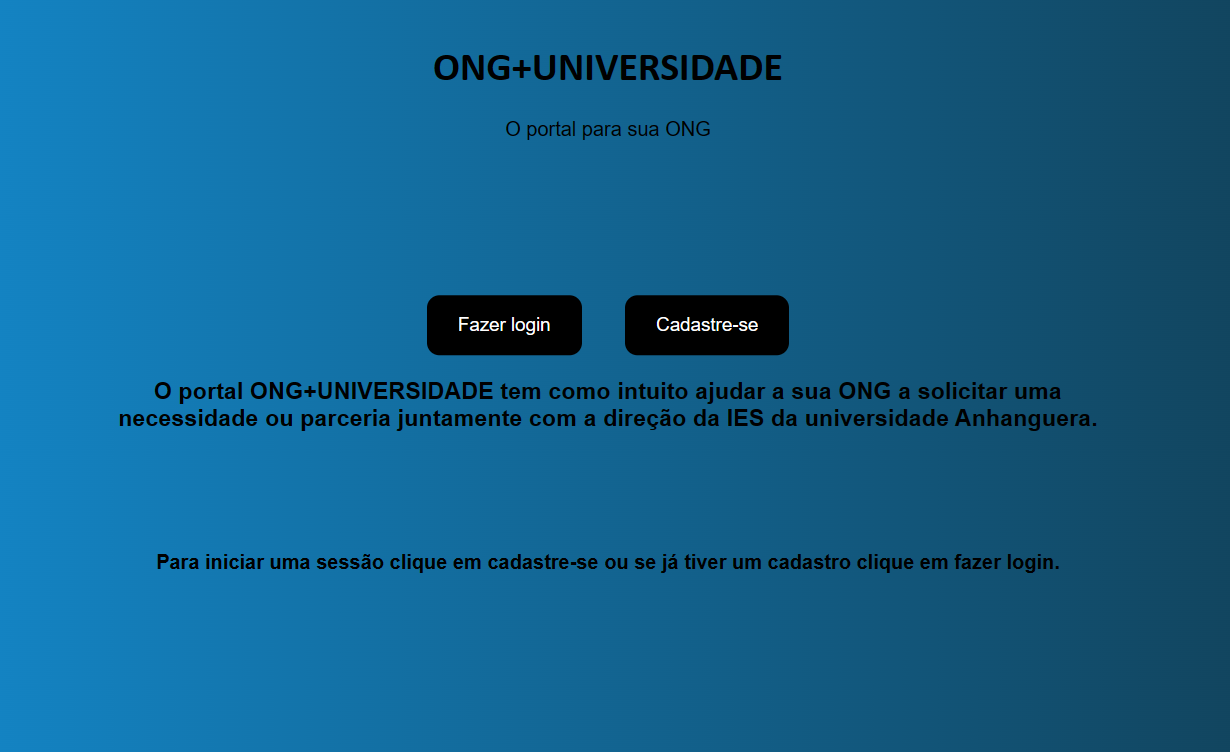 ONG+UNIVERSIDADE
O portal para sua ONG
Fazer login
Cadastre-se
O portal ONG+UNIVERSIDADE tem como intuito ajudar a sua ONG a solicitar uma
necessidade ou parceria juntamente com a direção da IES da universidade Anhanguera.
Para iniciar uma sessão clique em cadastre-se ou se já tiver um cadastro clique em fazer login.